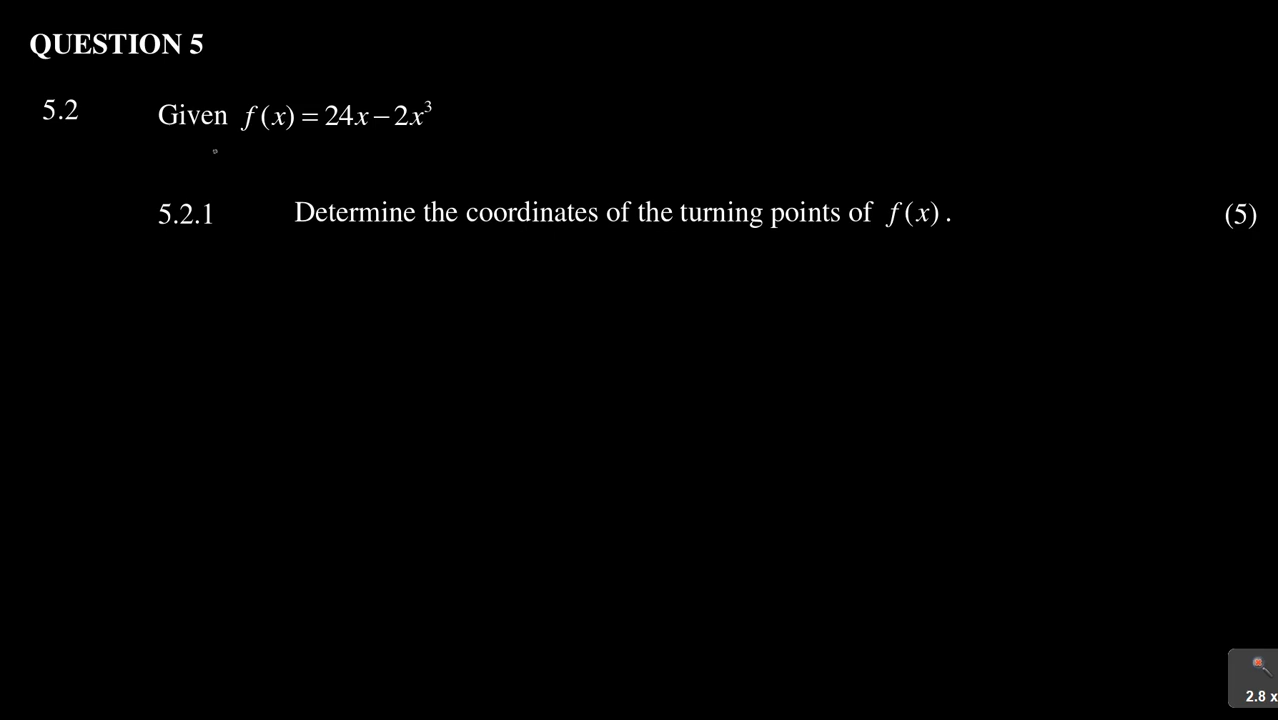 QUESTION 5
5.2 Given f(x) = 24x − 2x³
5.2.1 Determine the coordinates of the turning points of f(x). (5)
2.8 x